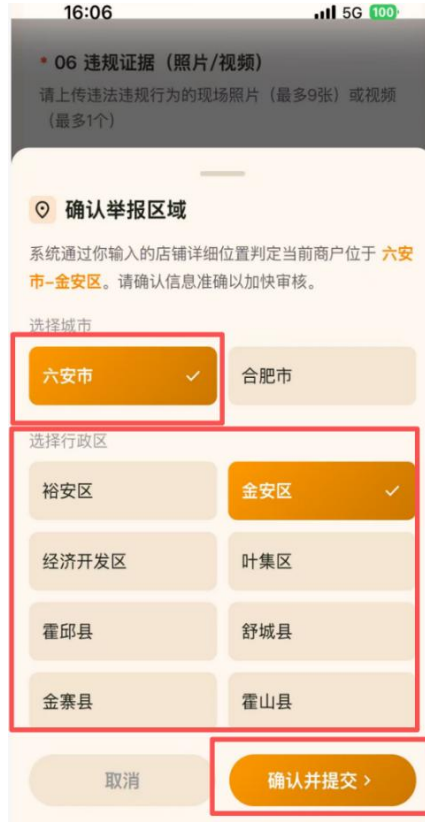 16:06
5G 100
* 06 违规证据（照片/视频）
请上传违法违规行为的现场照片（最多9张）或视频
（最多1个）
确认举报区域
系统通过你输入的店铺详细位置判定当前商户位于 六安
市-金安区。请确认信息准确以加快审核。
选择城市
六安市 合肥市
选择行政区
裕安区 金安区
经济开发区 叶集区
霍邱县 舒城县
金寨县 霍山县
取消 确认并提交 >